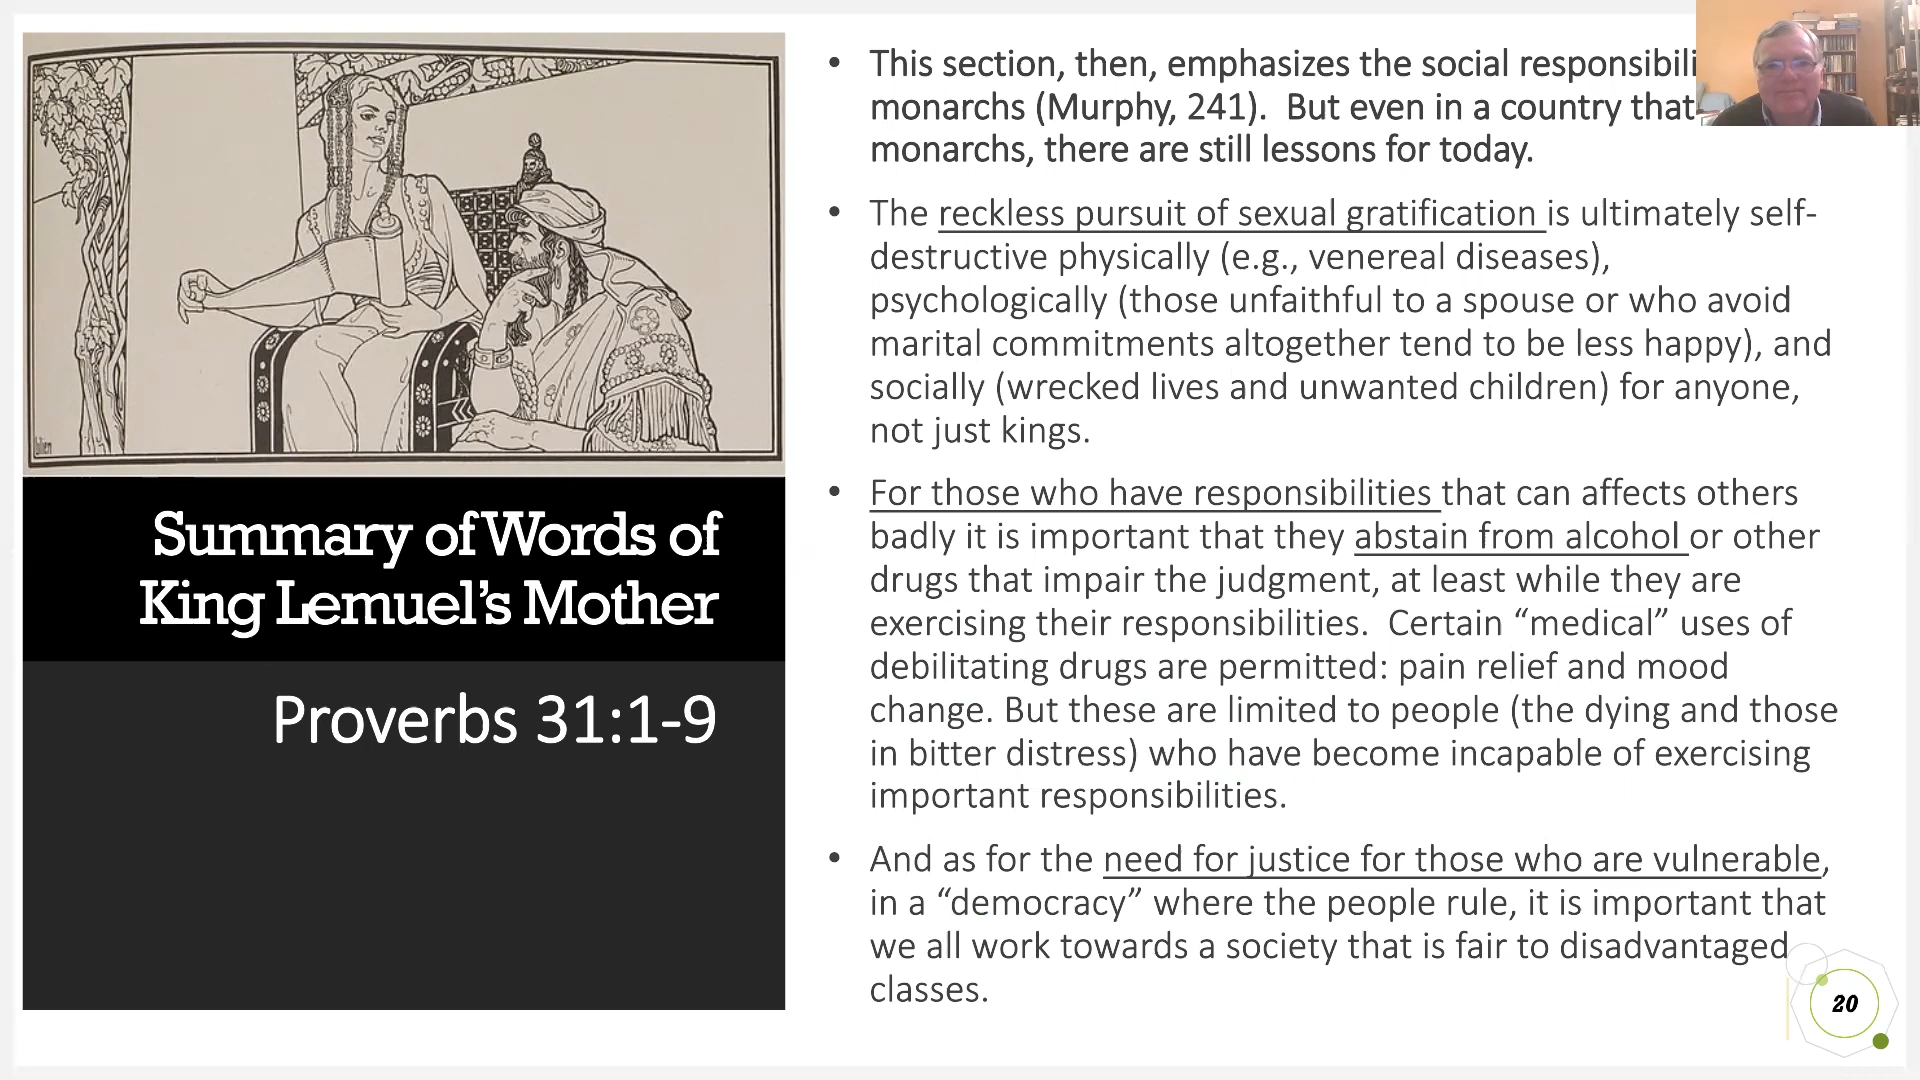 This section, then, emphasizes the social
monarchs (Murphy, 241). But even in a country that
monarchs, there are still lessons for today.
The reckless pursuit of sexual gratification is ultimately self-
destructive physically (e.g., venereal diseases),
psychologically (those unfaithful to a spouse or who avoid
marital commitments altogether tend to be less happy), and
socially (wrecked lives and unwanted children) for anyone,
not just kings.
For those who have responsibilities that can affects others
badly it is important that they abstain from alcohol or other
drugs that impair the judgment, at least while they are
exercising their responsibilities. Certain “medical” uses of
debilitating drugs are permitted: pain relief and mood
change. But these are limited to people (the dying and those
in bitter distress) who have become incapable of exercising
important responsibilities.
And as for the need for justice for those who are vulnerable,
in a “democracy” where the people rule, it is important that
we all work towards a society that is fair to disadvantaged
classes.
Summary of Words of
King Lemuel’s Mother
Proverbs 31:1-9
20